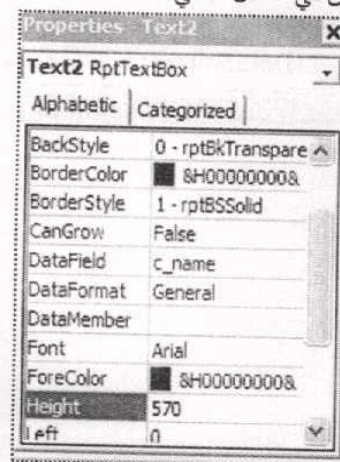 Properties - Text2
Text2 RptTextBox
Alphabetic Categorized
BackStyle 0 - rptBkTranspare
BorderColor &H00000000&
BorderStyle 1 - rptBSSolid
CanGrow False
DataField c_name
DataFormat General
DataMember
Font Arial
ForeColor &H00000000&
Height 570
Left 0